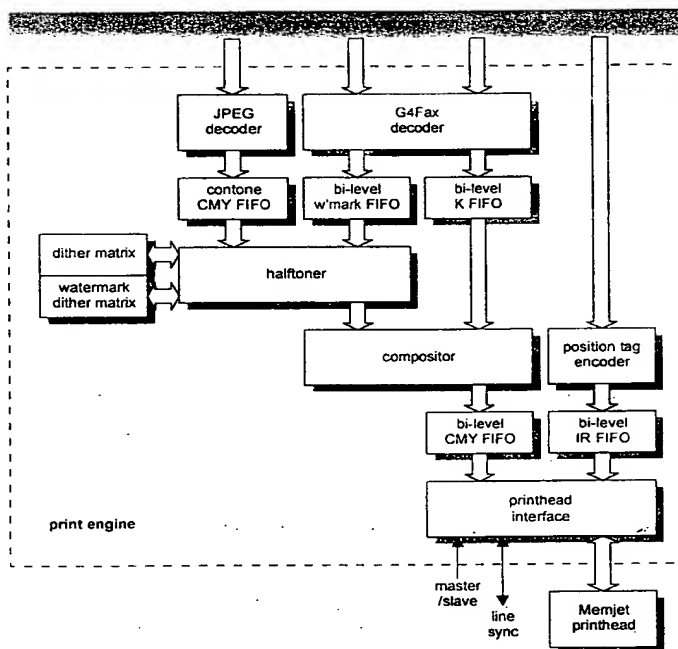 JPEG
decoder
G4Fax
decoder
contone
CMY FIFO
bi-level
w'mark FIFO
bi-level
K FIFO
dither matrix
watermark
dither matrix
halftoner
compositor
position tag
encoder
bi-level
CMY FIFO
bi-level
IR FIFO
printhead
interface
print engine
master
/slave
line
sync
Memjet
printhead